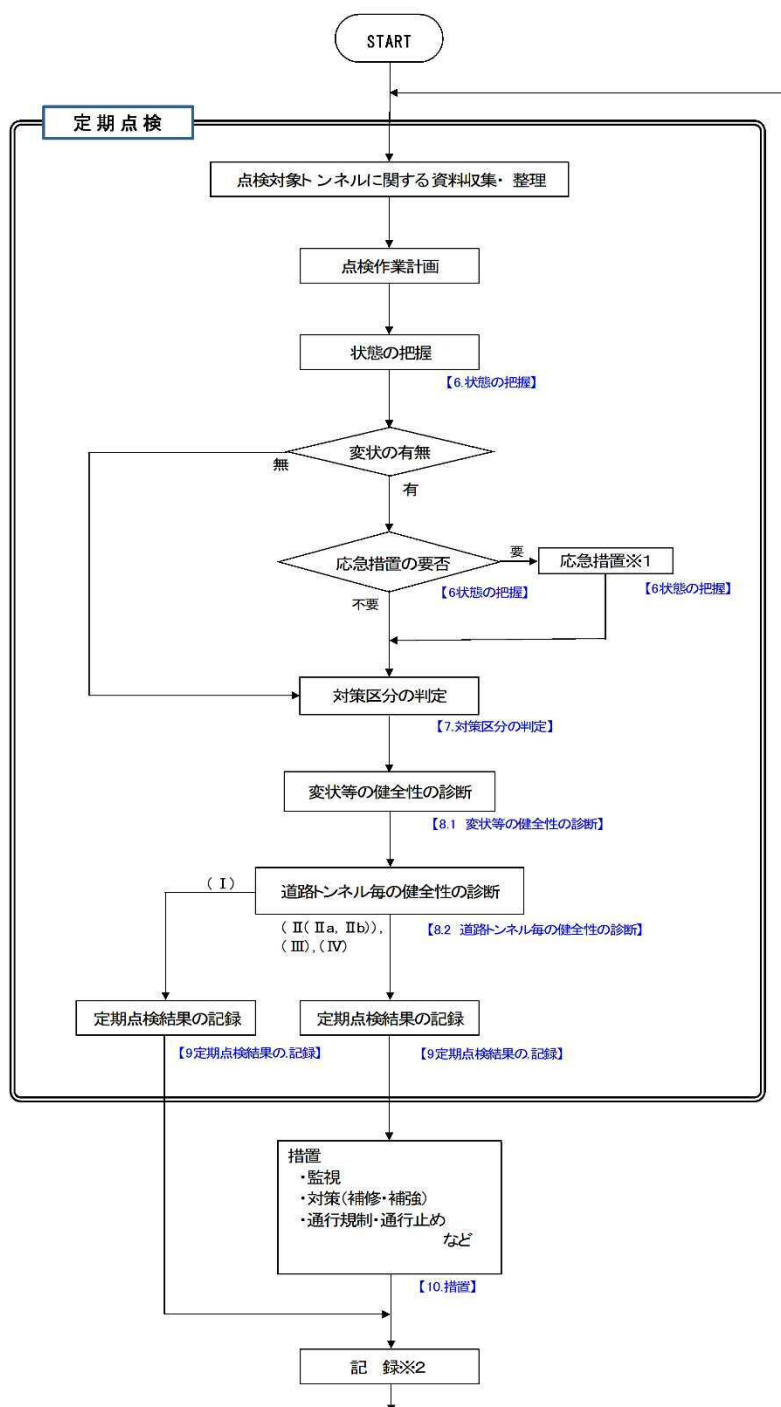 START
定期点検
点検対象トンネルに関する資料収集・ 整理
点検作業計画
状態の把握
【6.状態の把握】
変状の有無
無
有
応急措置の要否
要
応急措置※1
【6状態の把握】
【6状態の把握】
不要
対策区分の判定
【7.対策区分の判定】
変状等の健全性の診断
【8.1 変状等の健全性の診断】
道路トンネル毎の健全性の診断
(Ⅰ)
(Ⅱ(Ⅱa, Ⅱb)),
(Ⅲ),(Ⅳ)
【8.2 道路トンネル毎の健全性の診断】
定期点検結果の記録
定期点検結果の記録
【9定期点検結果の.記録】
【9定期点検結果の.記録】
措置
・監視
・対策(補修・補強)
・通行規制・通行止め
など
【10.措置】
記 録※2